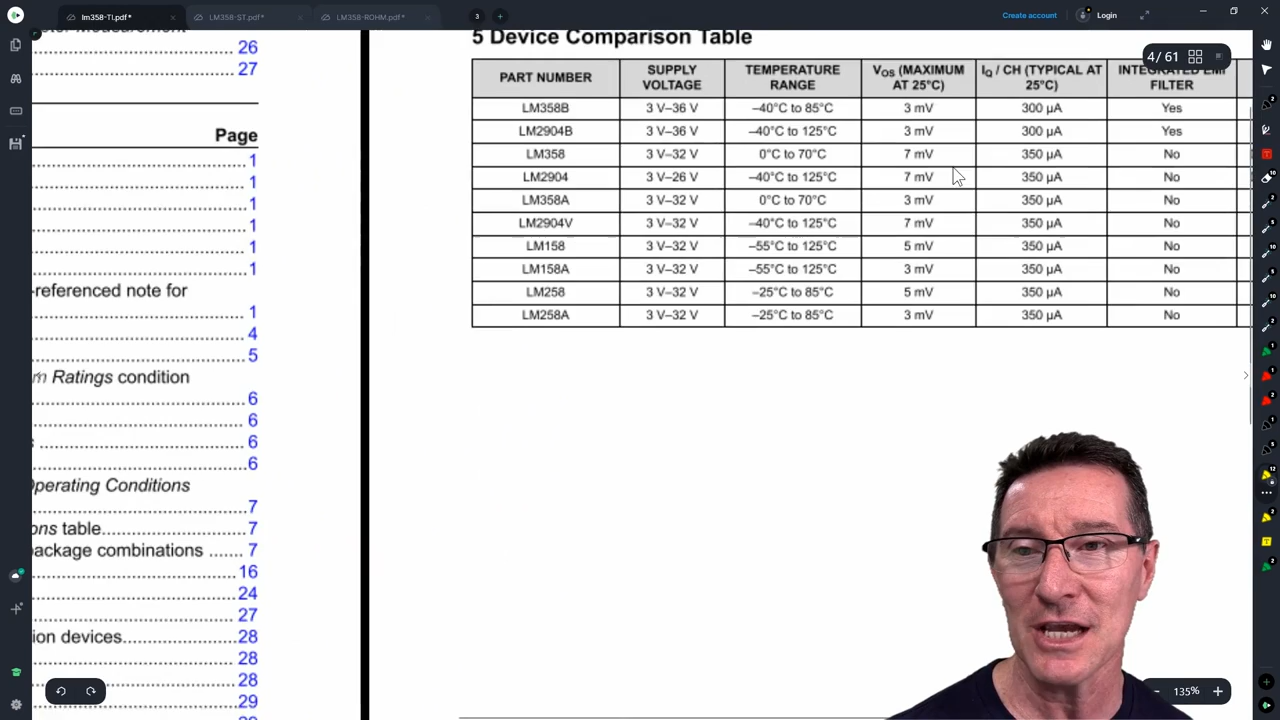 lm358-TI.pdf*
LM358-ST.pdf*
LM358-ROHM.pdf*
3
Create account
Login
4 / 61
26
27
Page
1
1
1
1
1
1
-referenced note for
1
4
5
m Ratings condition
6
6
6
6
Operating Conditions
7
ons table 7
package combinations 7
16
24
27
ion devices 28
28
28
29
5 Device Comparison Table
PART NUMBER SUPPLY VOLTAGE TEMPERATURE RANGE VOS (MAXIMUM AT 25°C) IQ / CH (TYPICAL AT 25°C) INTEGRATED EMI FILTER
LM358B 3 V–36 V –40°C to 85°C 3 mV 300 µA Yes
LM2904B 3 V–36 V –40°C to 125°C 3 mV 300 µA Yes
LM358 3 V–32 V 0°C to 70°C 7 mV 350 µA No
LM2904 3 V–26 V –40°C to 125°C 7 mV 350 µA No
LM358A 3 V–32 V 0°C to 70°C 3 mV 350 µA No
LM2904V 3 V–32 V –40°C to 125°C 7 mV 350 µA No
LM158 3 V–32 V –55°C to 125°C 5 mV 350 µA No
LM158A 3 V–32 V –55°C to 125°C 3 mV 350 µA No
LM258 3 V–32 V –25°C to 85°C 5 mV 350 µA No
LM258A 3 V–32 V –25°C to 85°C 3 mV 350 µA No
135%